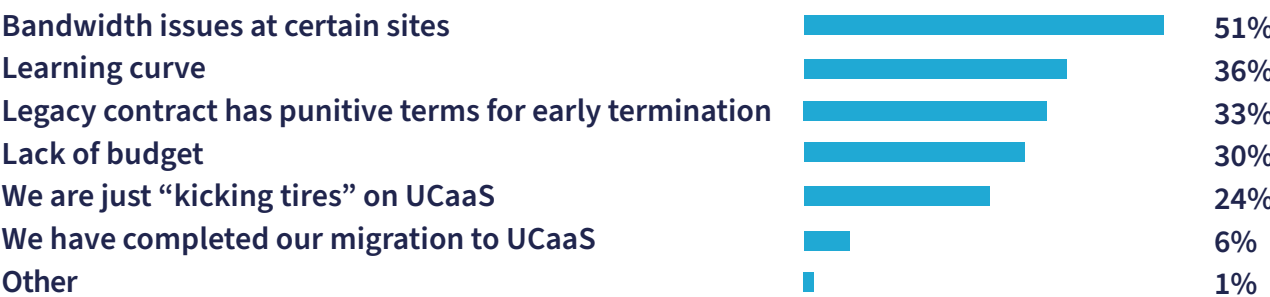 Bandwidth issues at certain sites 51%
Learning curve 36%
Legacy contract has punitive terms for early termination 33%
Lack of budget 30%
We are just “kicking tires” on UCaaS 24%
We have completed our migration to UCaaS 6%
Other 1%